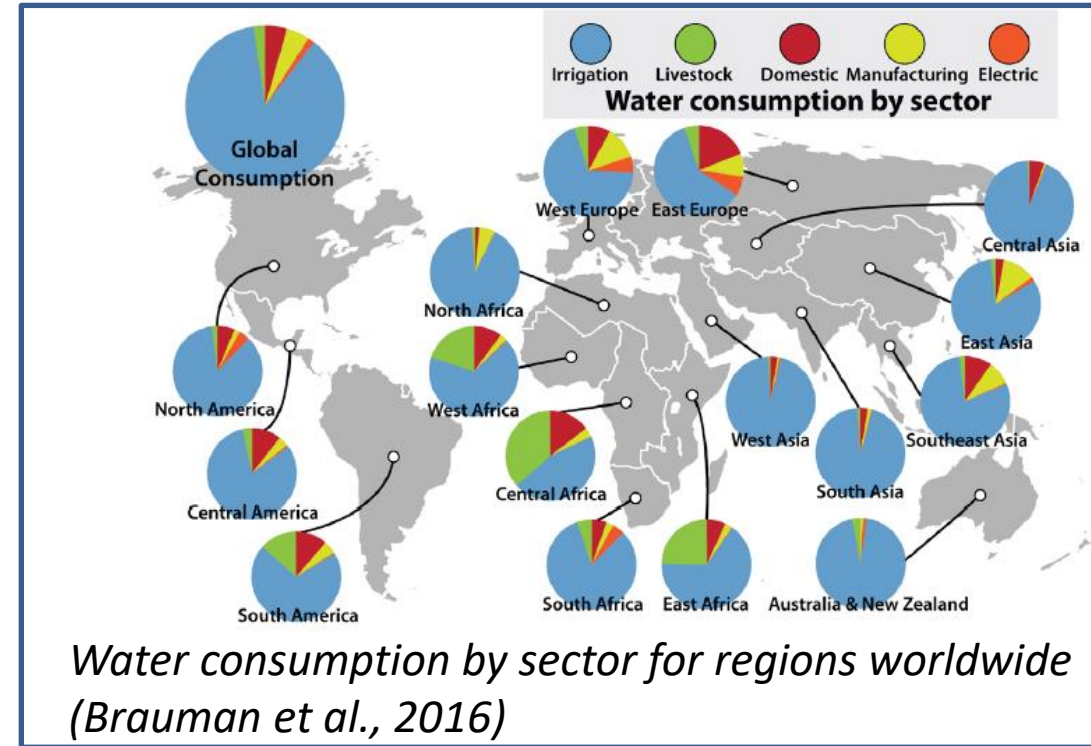 Irrigation Livestock Domestic Manufacturing Electric
Water consumption by sector
Global
Consumption
West Europe
East Europe
Central Asia
North Africa
East Asia
North America
West Africa
West Asia
Southeast Asia
Central Africa
South Asia
Central America
South America
South Africa
East Africa
Australia & New Zealand
Water consumption by sector for regions worldwide
(Brauman et al., 2016)